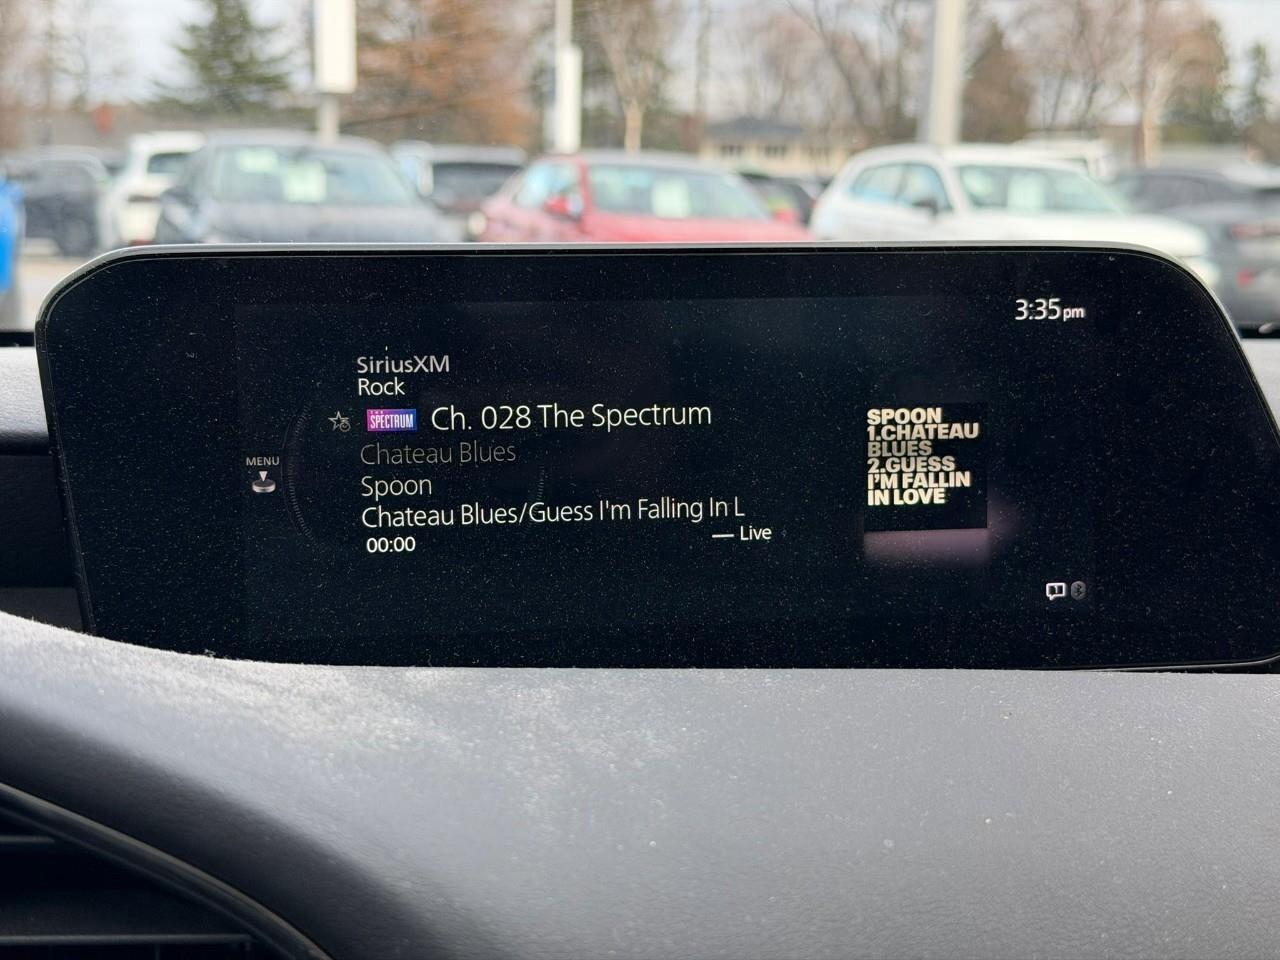 3:35pm
SiriusXM
Rock
THE SPECTRUM
Ch. 028 The Spectrum
Chateau Blues
MENU
Spoon
Chateau Blues/Guess I'm Falling In L
00:00
Live
SPOON
1.CHATEAU
BLUES
2.GUESS
I'M FALLIN
IN LOVE